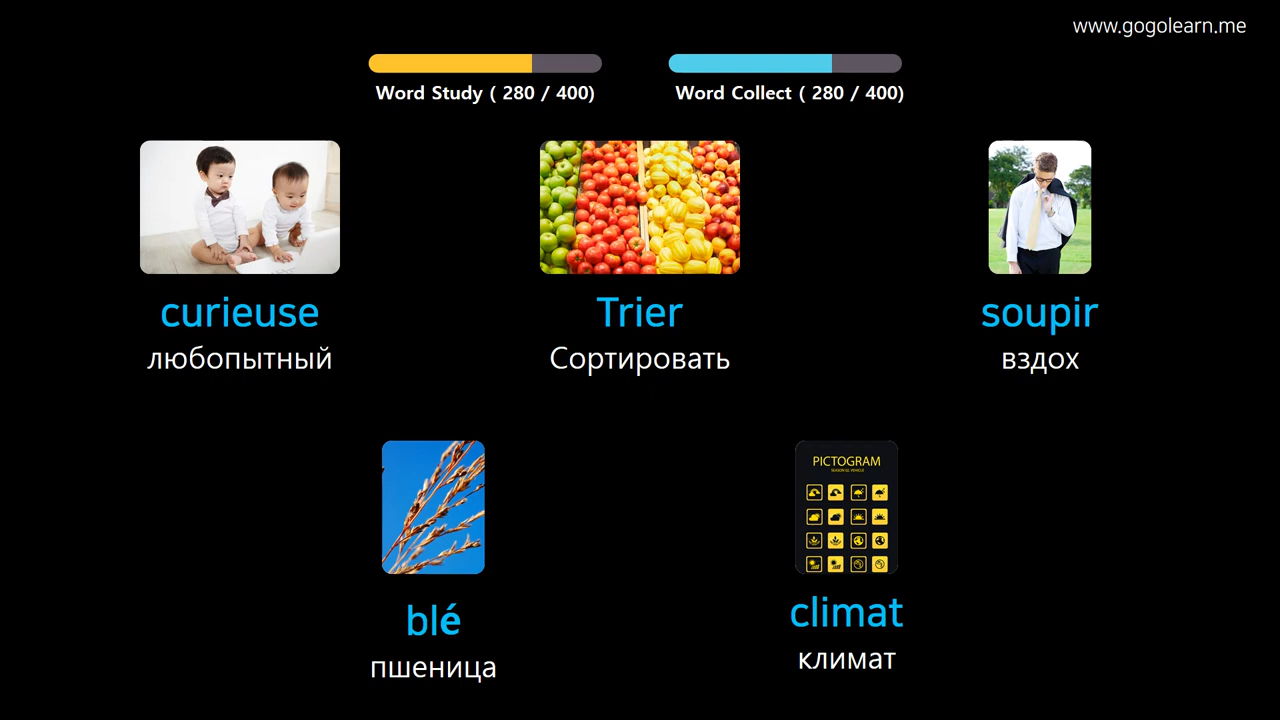 www.gogolearn.me
Word Study ( 280 / 400)
Word Collect ( 280 / 400)
curieuse
любопытный
Trier
Сортировать
soupir
вздох
PICTOGRAM
blé
пшеница
climat
климат